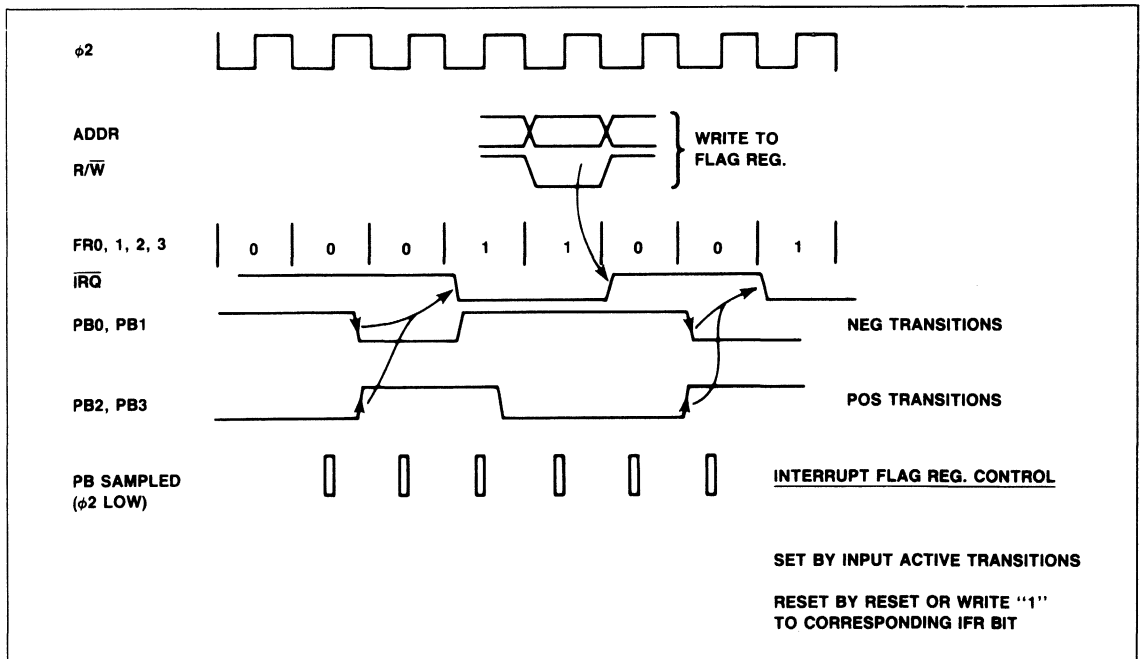 φ2
ADDR
R/W̅
WRITE TO
FLAG REG.
FR0, 1, 2, 3 0 0 0 1 1 0 0 1
I̅R̅Q̅
PB0, PB1 NEG TRANSITIONS
PB2, PB3 POS TRANSITIONS
PB SAMPLED
(φ2 LOW)
INTERRUPT FLAG REG. CONTROL
SET BY INPUT ACTIVE TRANSITIONS
RESET BY RESET OR WRITE "1"
TO CORRESPONDING IFR BIT